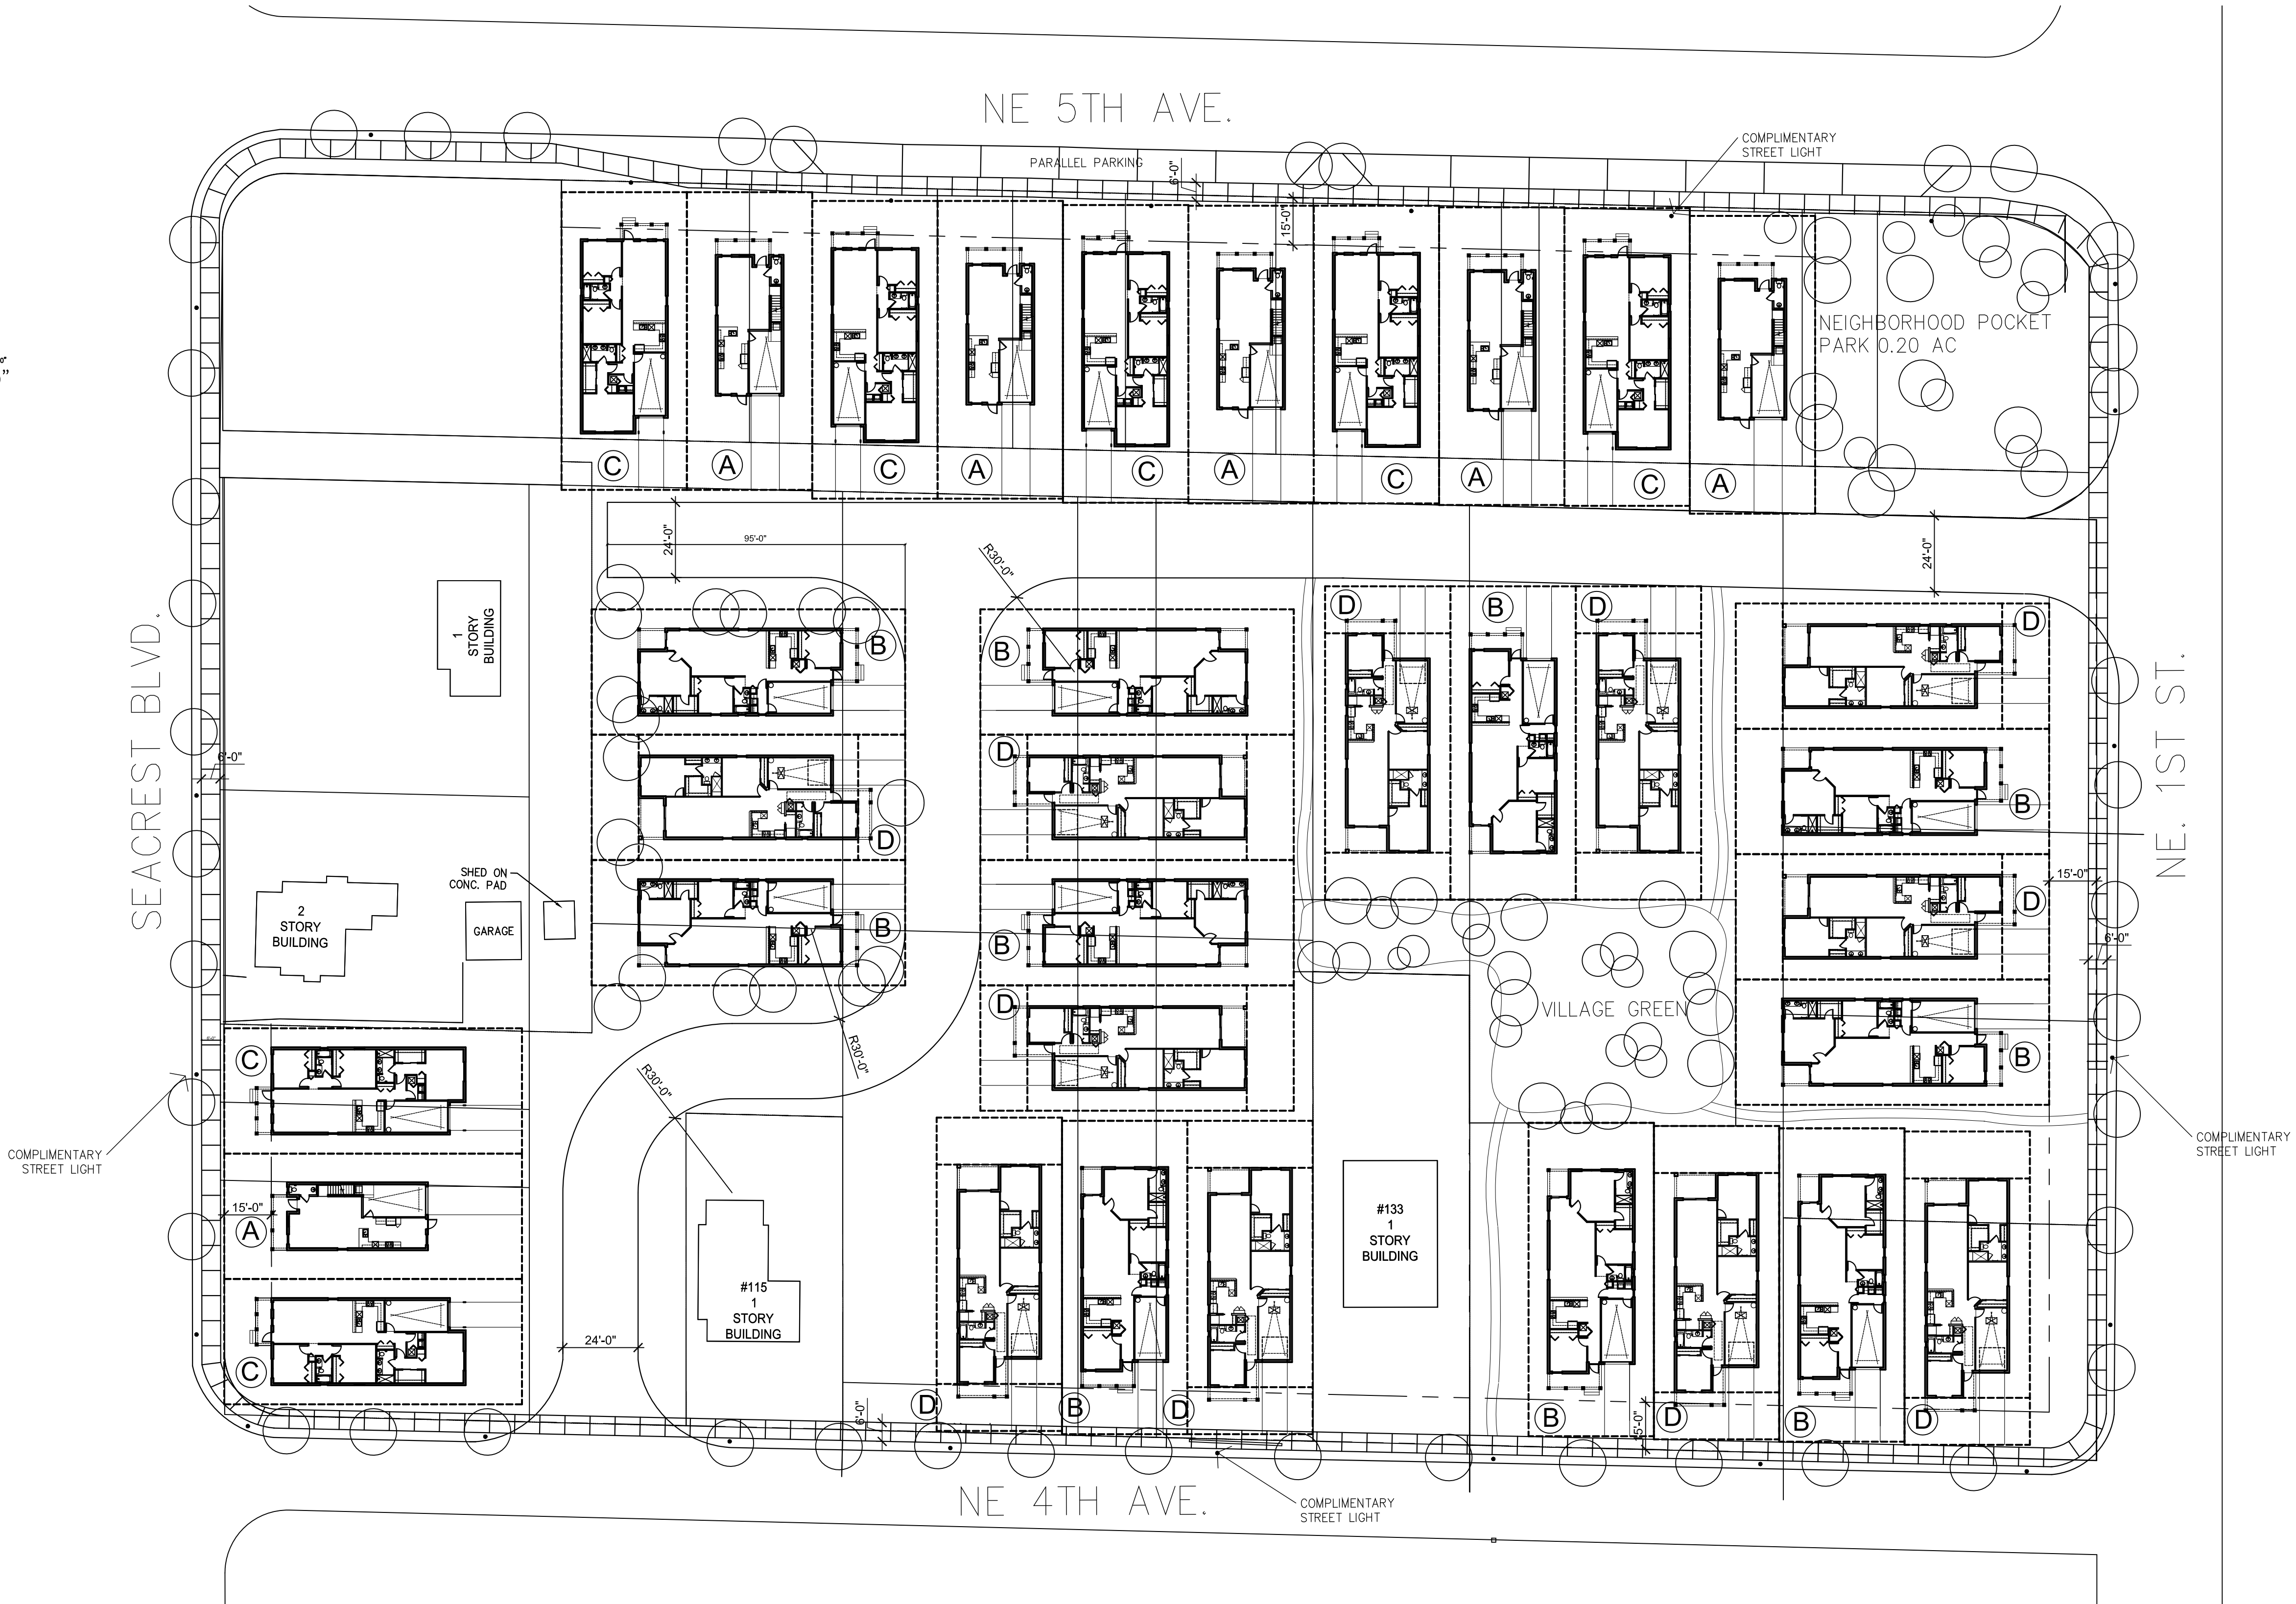 NE 5TH AVE.
COMPLIMENTARY
STREET LIGHT
PARALLEL PARKING
6'-0"
15'-0"
NEIGHBORHOOD POCKET
PARK 0.20 AC
C
A
C
A
C
A
C
A
C
A
24'-0"
95'-0"
R30'-0"
24'-0"
D
B
D
D
B
B
1
STORY
BUILDING
SEACREST BLVD.
NE. 1ST ST.
6'-0"
D
D
B
SHED ON
CONC. PAD
GARAGE
2
STORY
BUILDING
15'-0"
D
B
B
6'-0"
D
VILLAGE GREEN
R30'-0"
B
C
R30'-0"
COMPLIMENTARY
STREET LIGHT
COMPLIMENTARY
STREET LIGHT
15'-0"
A
#133
1
STORY
BUILDING
#115
1
STORY
BUILDING
24'-0"
C
D
B
D
6'-0"
B
D
B
D
15'-0"
NE 4TH AVE.
COMPLIMENTARY
STREET LIGHT